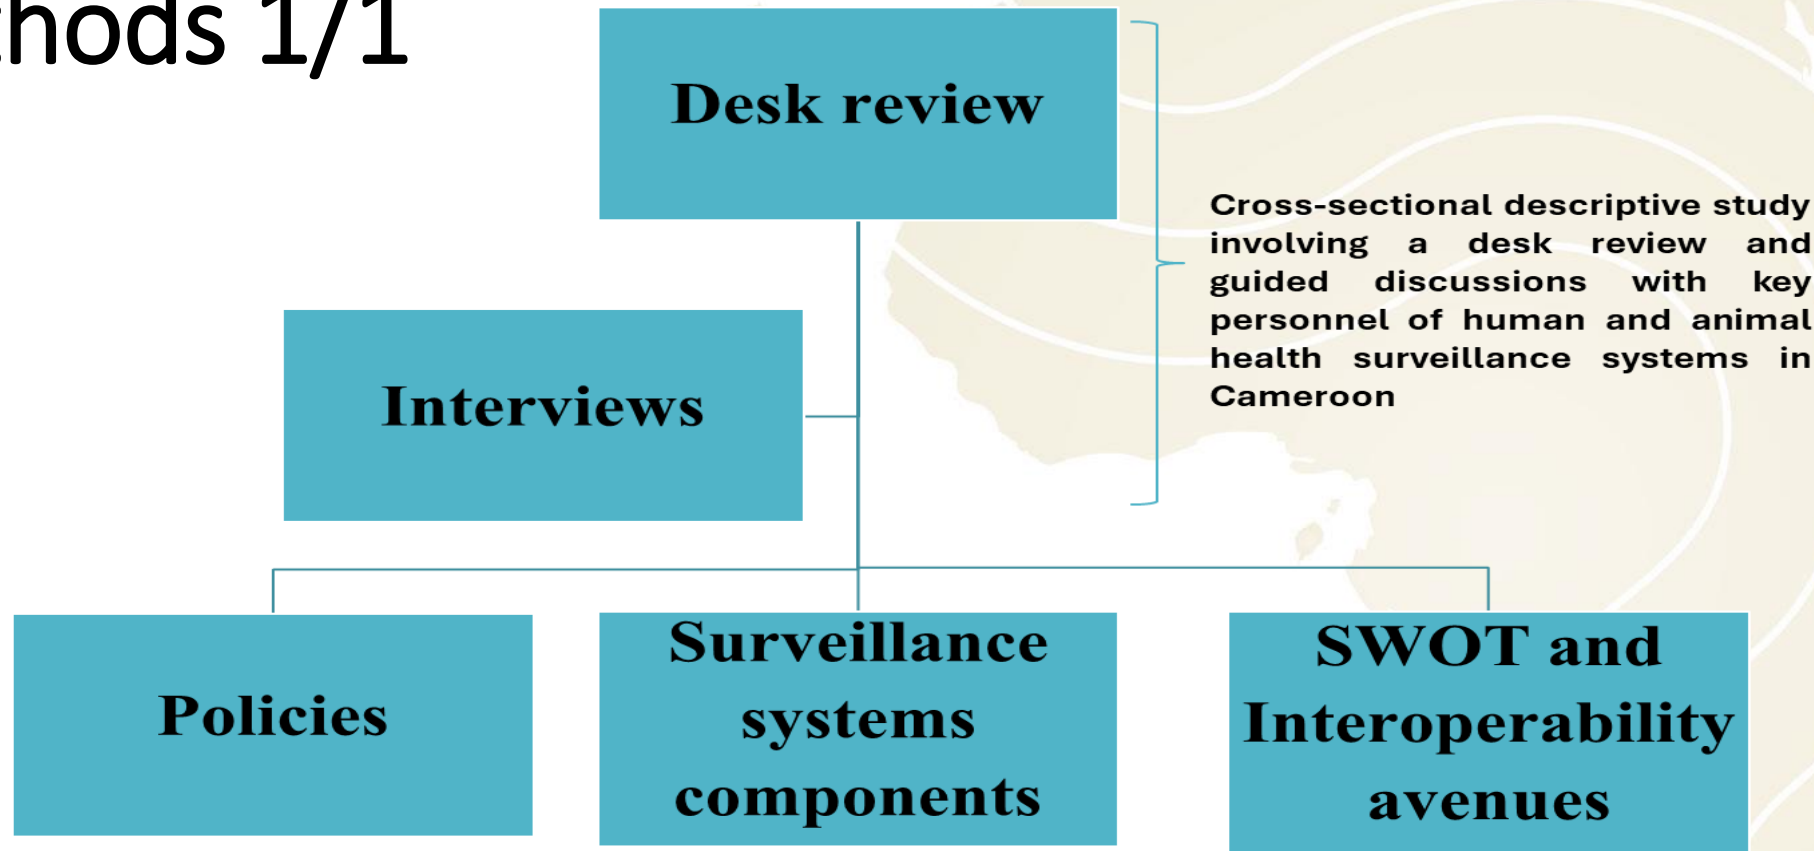 thods 1/1
Desk review
Cross-sectional descriptive study
involving a desk review and
guided discussions with key
personnel of human and animal
health surveillance systems in
Cameroon
Interviews
Policies
Surveillance
systems
components
SWOT and
Interoperability
avenues